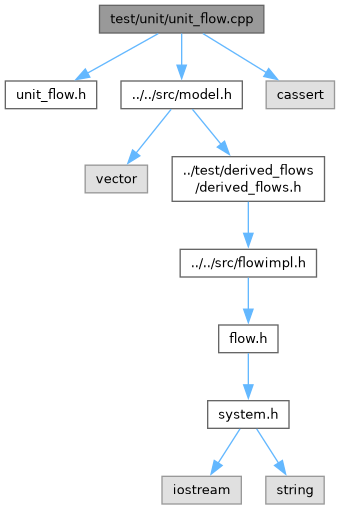 test/unit/unit_flow.cpp
unit_flow.h
../../src/model.h
cassert
vector
../test/derived_flows
/derived_flows.h
../../src/flowimpl.h
flow.h
system.h
iostream
string